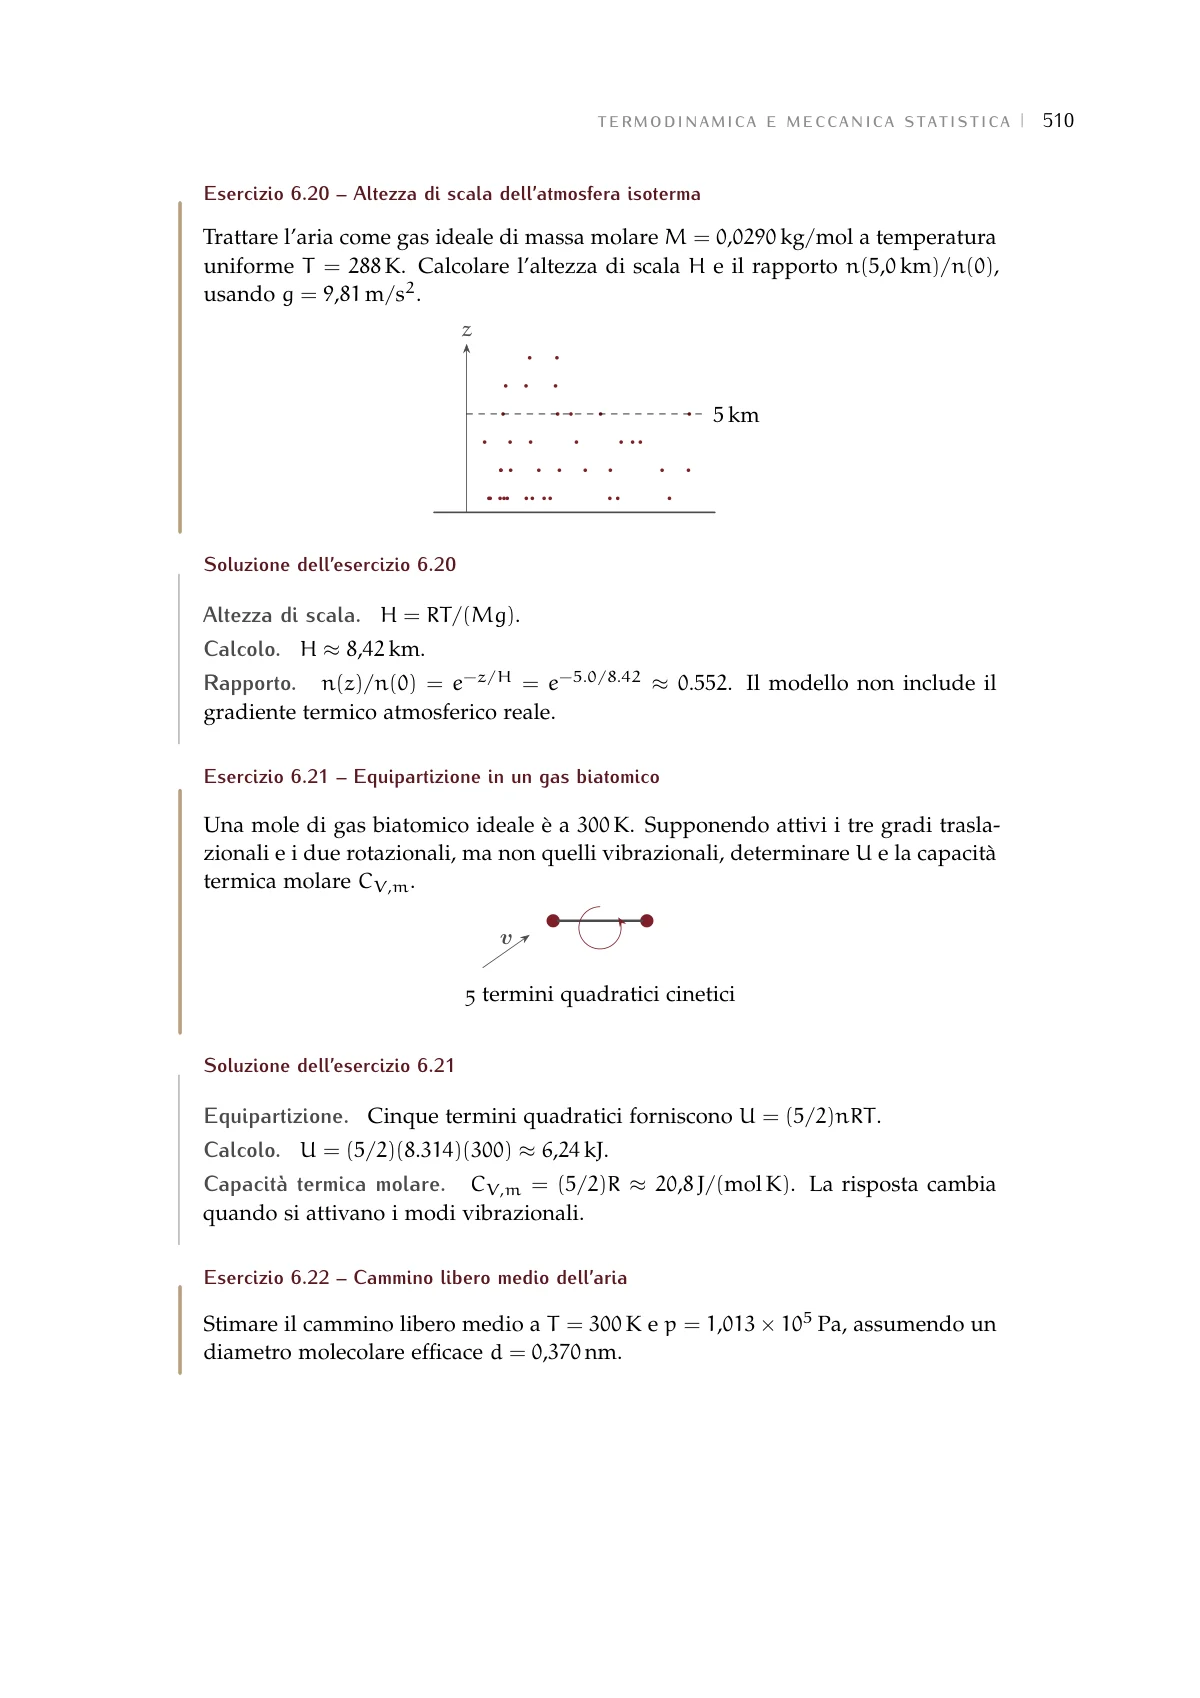 TERMODINAMICA E MECCANICA STATISTICA | 510
Esercizio 6.20 – Altezza di scala dell'atmosfera isoterma
Trattare l'aria come gas ideale di massa molare M = 0,0290 kg/mol a temperatura
uniforme T = 288 K. Calcolare l'altezza di scala H e il rapporto n(5,0 km)/n(0),
usando g = 9,81 m/s².
z
5 km
Soluzione dell'esercizio 6.20
Altezza di scala. H = RT/(Mg).
Calcolo. H ≈ 8,42 km.
Rapporto. n(z)/n(0) = e^{−z/H} = e^{−5.0/8.42} ≈ 0.552. Il modello non include il
gradiente termico atmosferico reale.
Esercizio 6.21 – Equipartizione in un gas biatomico
Una mole di gas biatomico ideale è a 300 K. Supponendo attivi i tre gradi trasla-
zionali e i due rotazionali, ma non quelli vibrazionali, determinare U e la capacità
termica molare C_{V,m}.
v
5 termini quadratici cinetici
Soluzione dell'esercizio 6.21
Equipartizione. Cinque termini quadratici forniscono U = (5/2)nRT.
Calcolo. U = (5/2)(8.314)(300) ≈ 6,24 kJ.
Capacità termica molare. C_{V,m} = (5/2)R ≈ 20,8 J/(mol K). La risposta cambia
quando si attivano i modi vibrazionali.
Esercizio 6.22 – Cammino libero medio dell'aria
Stimare il cammino libero medio a T = 300 K e p = 1,013 × 10⁵ Pa, assumendo un
diametro molecolare efficace d = 0,370 nm.